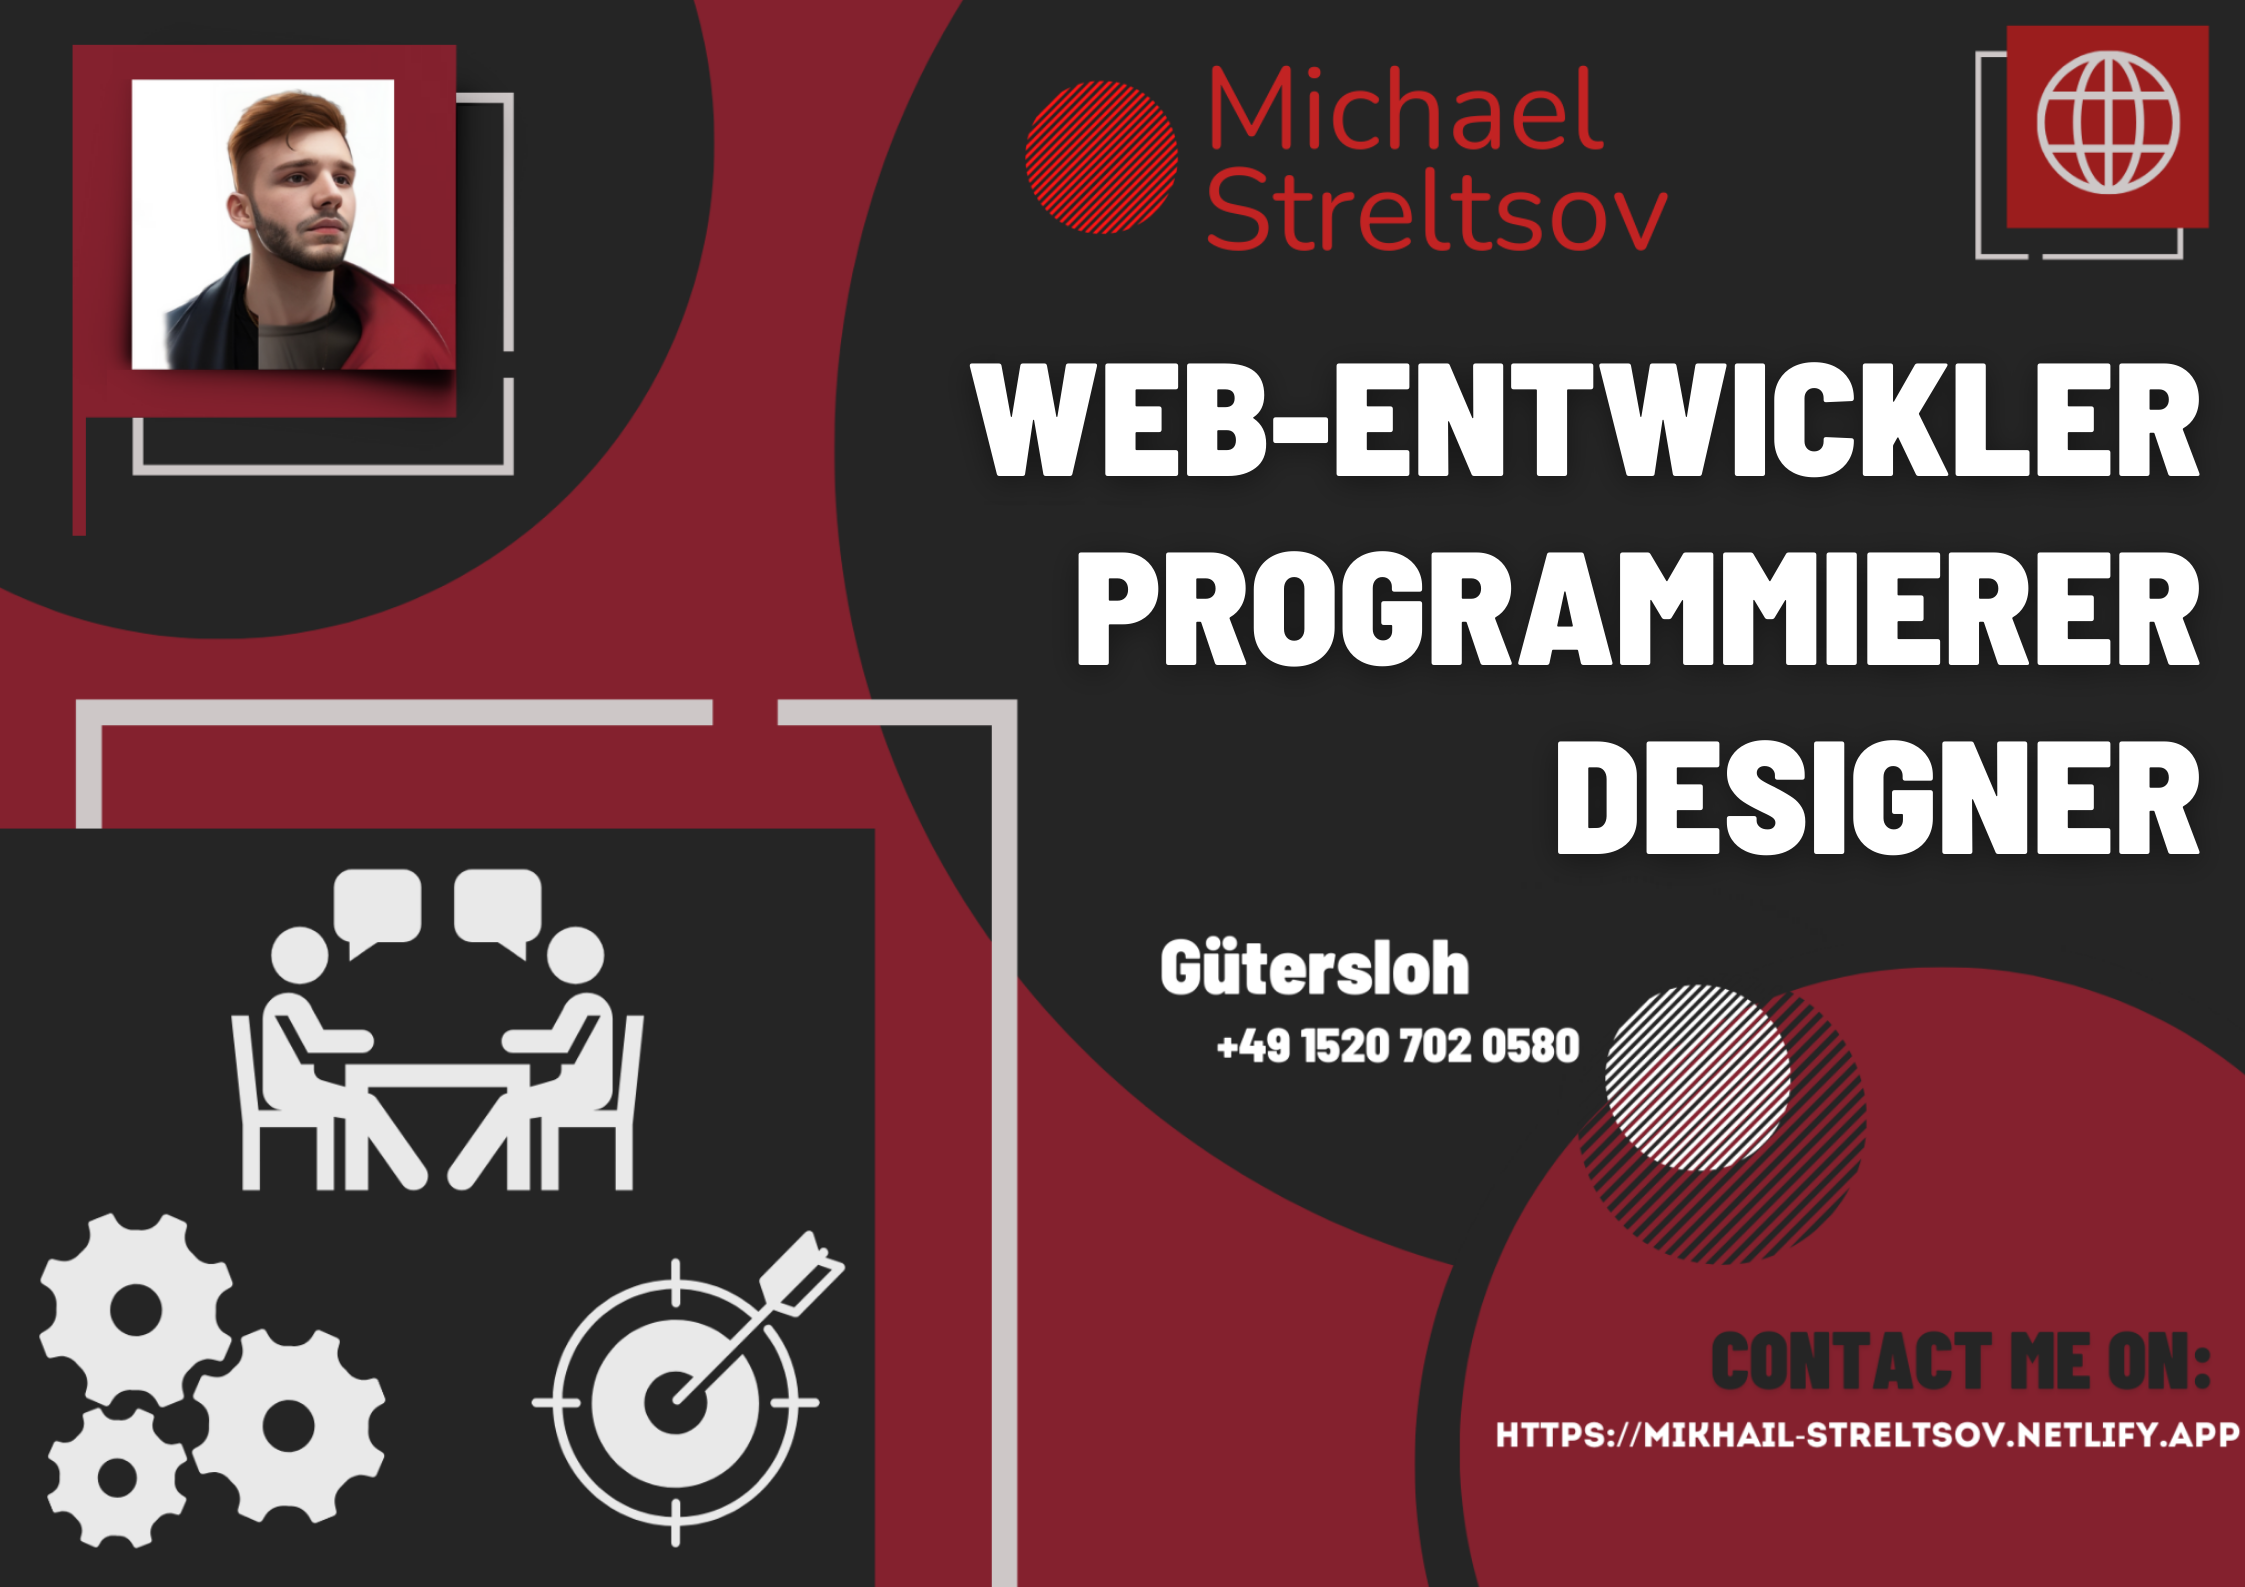 Michael
Streltsov
WEB-ENTWICKLER
PROGRAMMIERER
DESIGNER
Gütersloh
+49 1520 702 0580
CONTACT ME ON:
HTTPS://MIKHAIL-STRELTSOV.NETLIFY.APP